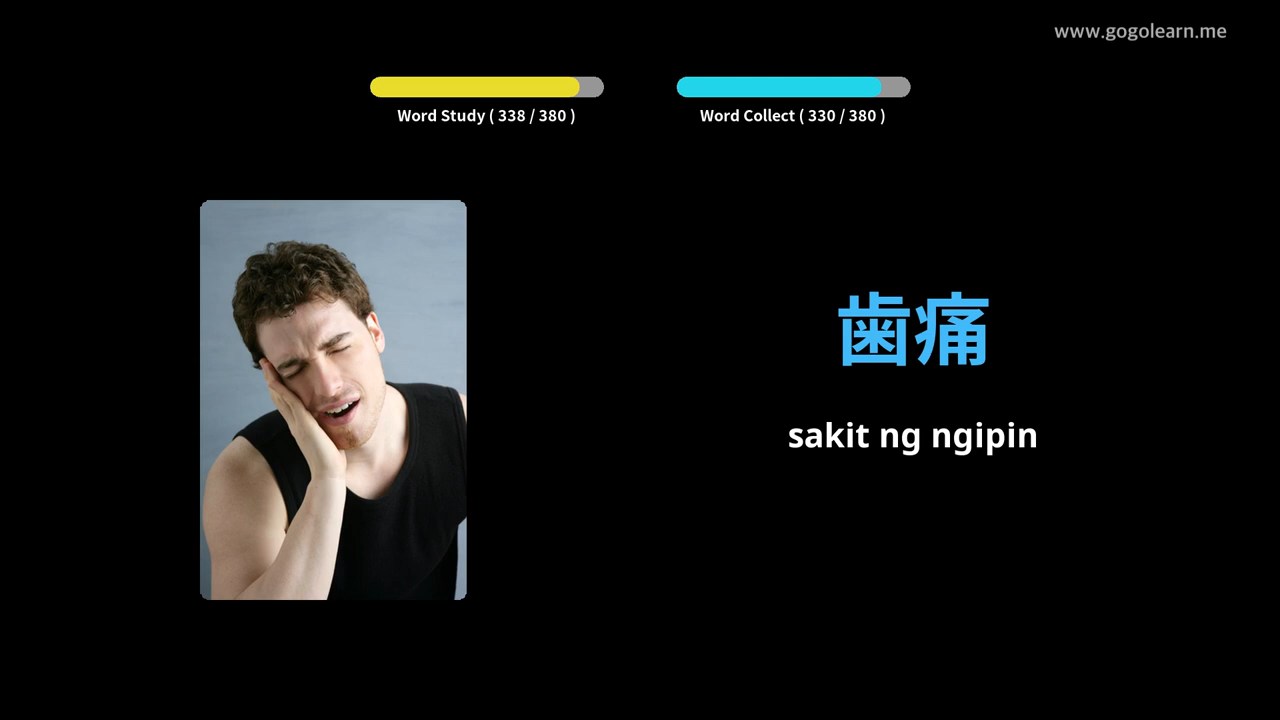 www.gogolearn.me
Word Study ( 338 / 380 )
Word Collect ( 330 / 380 )
歯痛
sakit ng ngipin